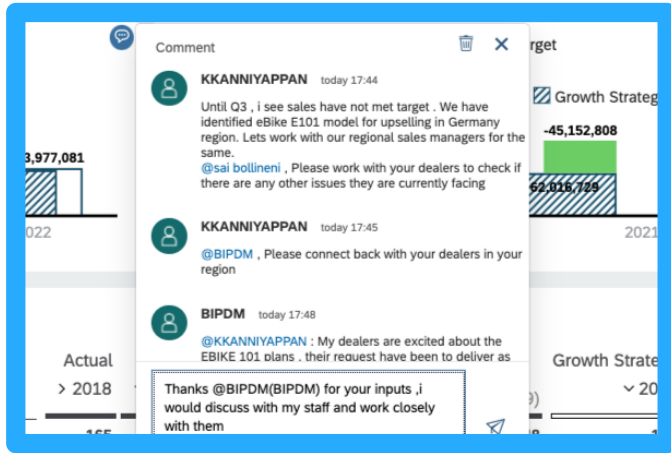 Comment
KKANNIYAPPAN today 17:44
Until Q3 , i see sales have not met target . We have
identified eBike E101 model for upselling in Germany
region. Lets work with our regional sales managers for the
same.
@sai bollineni , Please work with your dealers to check if
there are any other issues they are currently facing
KKANNIYAPPAN today 17:45
@BIPDM , Please connect back with your dealers in your
region
BIPDM today 17:48
@KKANNIYAPPAN : My dealers are excited about the
EBIKE 101 plans , their request have been to deliver as
Thanks @BIPDM(BIPDM) for your inputs ,i
would discuss with my staff and work closely
with them
3,977,081
022
Actual
> 2018
rget
Growth Strateg
-45,152,808
62,016,729
2021
Growth Strate
20